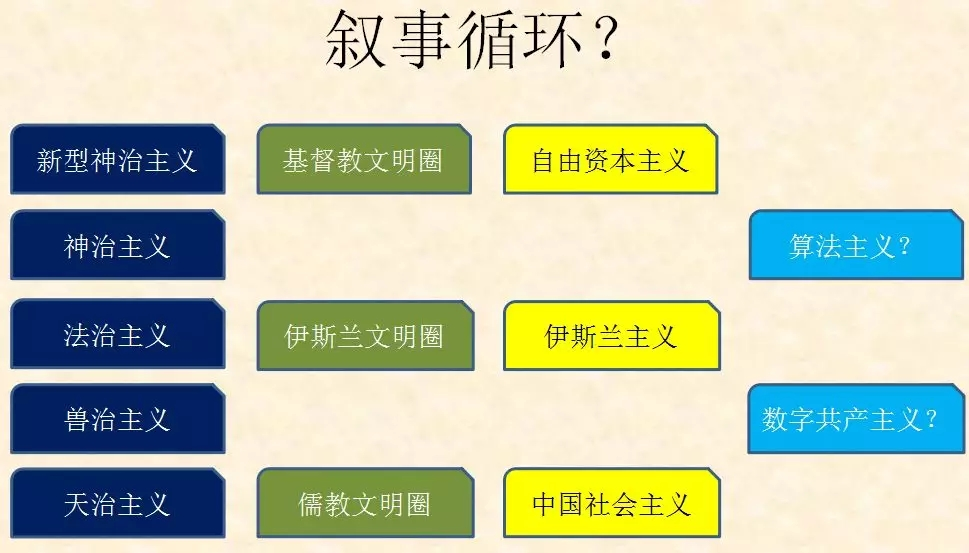 叙事循环？
新型神治主义
基督教文明圈
自由资本主义
神治主义
算法主义？
法治主义
伊斯兰文明圈
伊斯兰主义
兽治主义
数字共产主义？
天治主义
儒教文明圈
中国社会主义